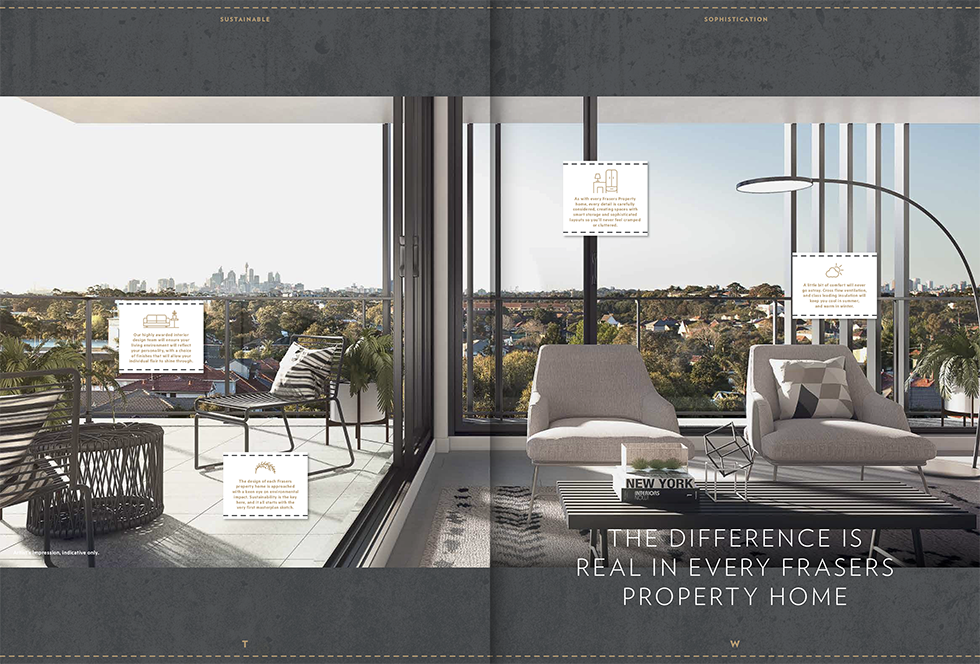 SUSTAINABLE
SOPHISTICATION
As with every Frasers Property
home, every detail is carefully
considered, creating spaces with
smart storage and sophisticated
layouts so you'll never feel cramped
or cluttered.
A little bit of comfort will never
go astray. Cross flow ventilation,
and class leading insulation will
keep you cool in summer,
and warm in winter.
Our highly awarded interior
design team will ensure your
living environment will reflect
your personality with a choice
of finishes that will allow your
individual flair to shine through.
The design of each Frasers
property home is approached
with a keen eye on environmental
impact. Sustainability is the key
here, and it all starts with the
very first masterplan sketch.
NEW YORK
INTERIORS
impression, indicative only.
THE DIFFERENCE IS
REAL IN EVERY FRASERS
PROPERTY HOME
T
W